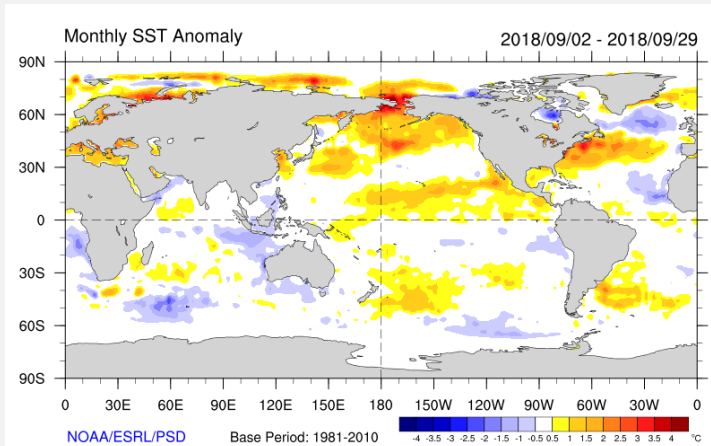 Monthly SST Anomaly 2018/09/02 - 2018/09/29
90N
60N
30N
0
30S
60S
90S
0 30E 60E 90E 120E 150E 180 150W 120W 90W 60W 30W 0
NOAA/ESRL/PSD Base Period: 1981-2010
-4 -3.5 -3 -2.5 -2 -1.5 -1 -0.5 0.5 1 1.5 2 2.5 3 3.5 4 °C